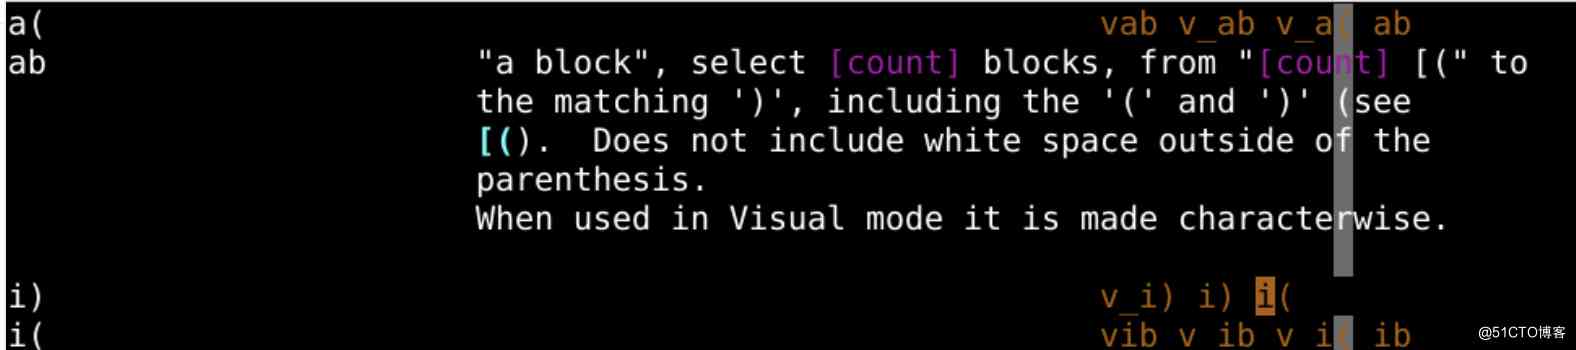 a( vab v_ab v_a( ab
ab "a block", select [count] blocks, from "[count] [(" to
the matching ')', including the '(' and ')' (see
[(). Does not include white space outside of the
parenthesis.
When used in Visual mode it is made characterwise.
i) v_i) i) i(
i( vib v ib v i( ib
@51CTO博客